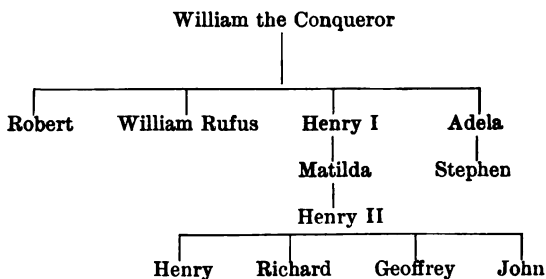 William the Conqueror
Robert William Rufus Henry I Adela
Matilda Stephen
Henry II
Henry Richard Geoffrey John